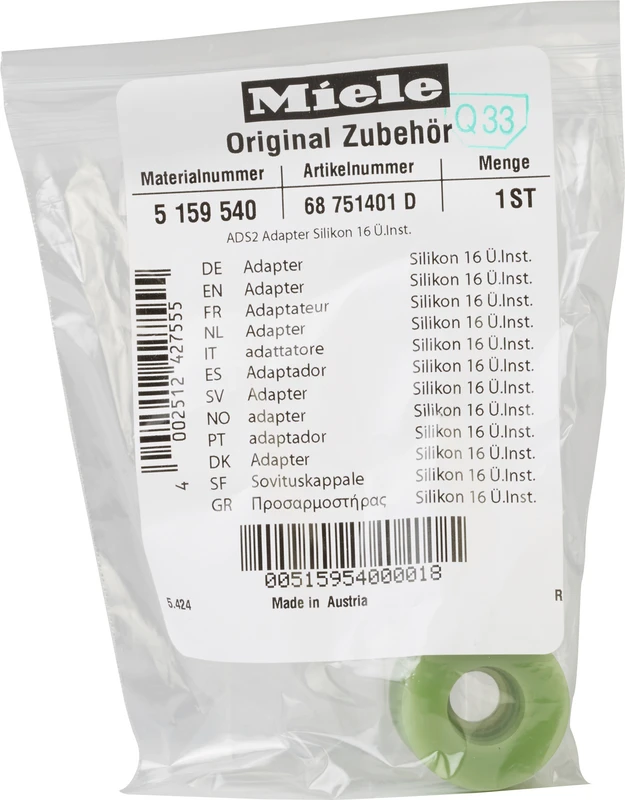 Miele
Q 33
Original Zubehör
Materialnummer Artikelnummer Menge
5 159 540 68 751401 D 1 ST
ADS2 Adapter Silikon 16 Ü.Inst.
DE Adapter Silikon 16 Ü.Inst.
EN Adapter Silikon 16 Ü.Inst.
FR Adaptateur Silikon 16 Ü.Inst.
NL Adapter Silikon 16 Ü.Inst.
IT adattatore Silikon 16 Ü.Inst.
ES Adaptador Silikon 16 Ü.Inst.
SV Adapter Silikon 16 Ü.Inst.
NO adapter Silikon 16 Ü.Inst.
PT adaptador Silikon 16 Ü.Inst.
DK Adapter Silikon 16 Ü.Inst.
SF Sovituskappale Silikon 16 Ü.Inst.
GR Προσαρμοστήρας Silikon 16 Ü.Inst.
4 002512 427555
00515954000018
5.424 Made in Austria R